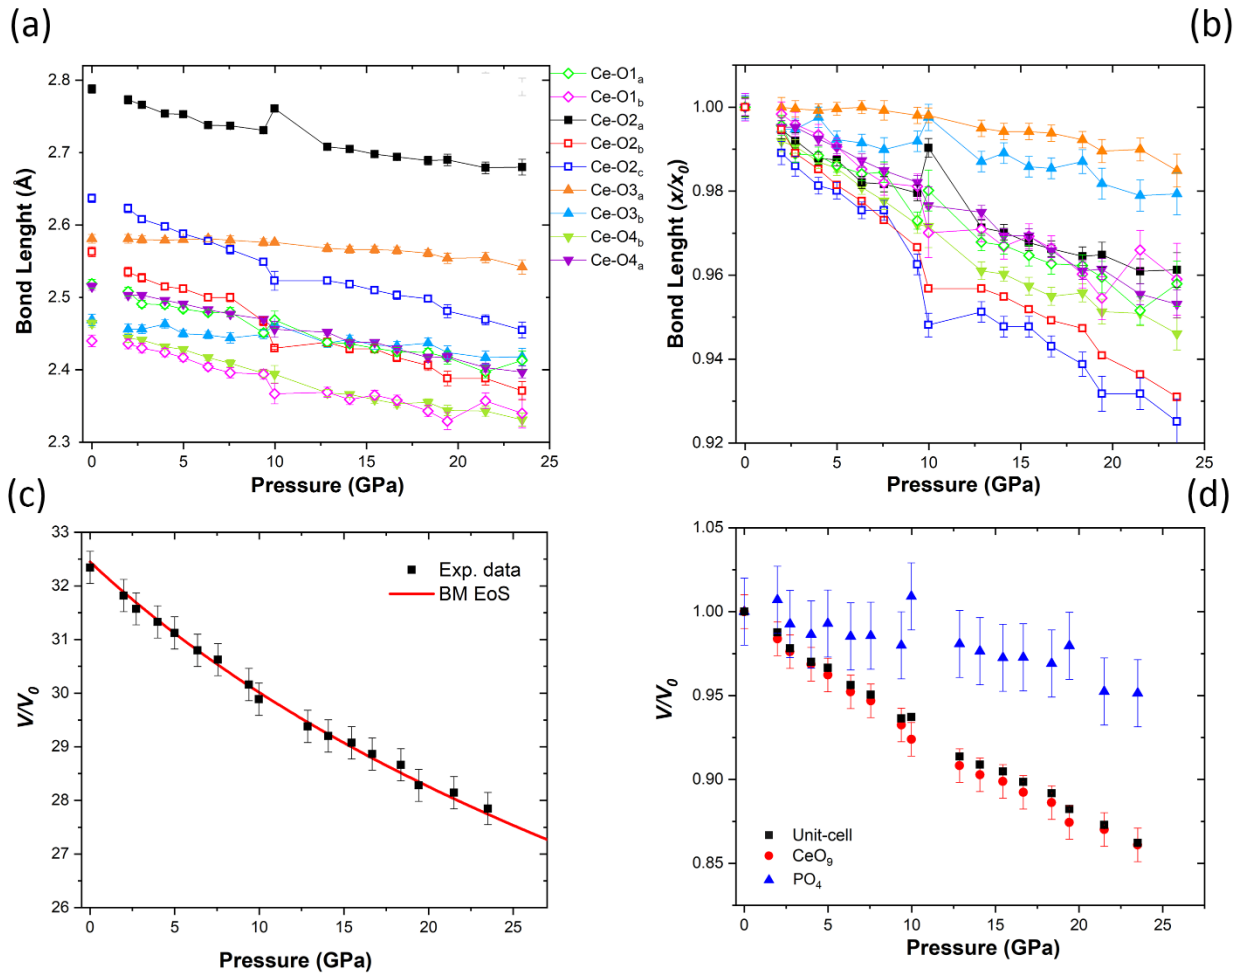 (a)
(b)
2.8
2.7
2.6
2.5
2.4
2.3
Bond Lenght (Å)
0
5
10
15
20
25
Pressure (GPa)
Ce-O1a
Ce-O1b
Ce-O2a
Ce-O2b
Ce-O2c
Ce-O3a
Ce-O3b
Ce-O4b
Ce-O4a
1.00
0.98
0.96
0.94
0.92
Bond Lenght (x/x0)
0
5
10
15
20
25
Pressure (GPa)
(c)
(d)
33
32
31
30
29
28
27
26
V/V0
Exp. data
BM EoS
0
5
10
15
20
25
Pressure (GPa)
1.05
1.00
0.95
0.90
0.85
V/V0
Unit-cell
CeO9
PO4
0
5
10
15
20
25
Pressure (GPa)